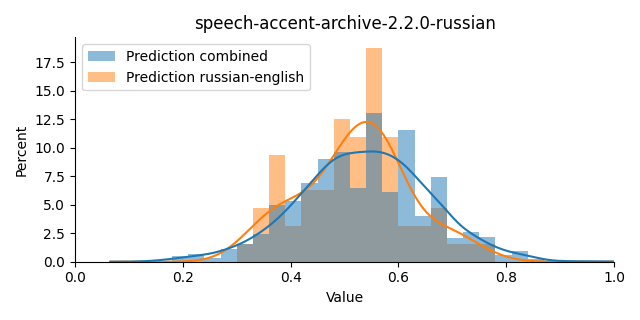 speech-accent-archive-2.2.0-russian
Prediction combined
Prediction russian-english
17.5
15.0
12.5
10.0
7.5
5.0
2.5
0.0
Percent
0.0 0.2 0.4 0.6 0.8 1.0
Value